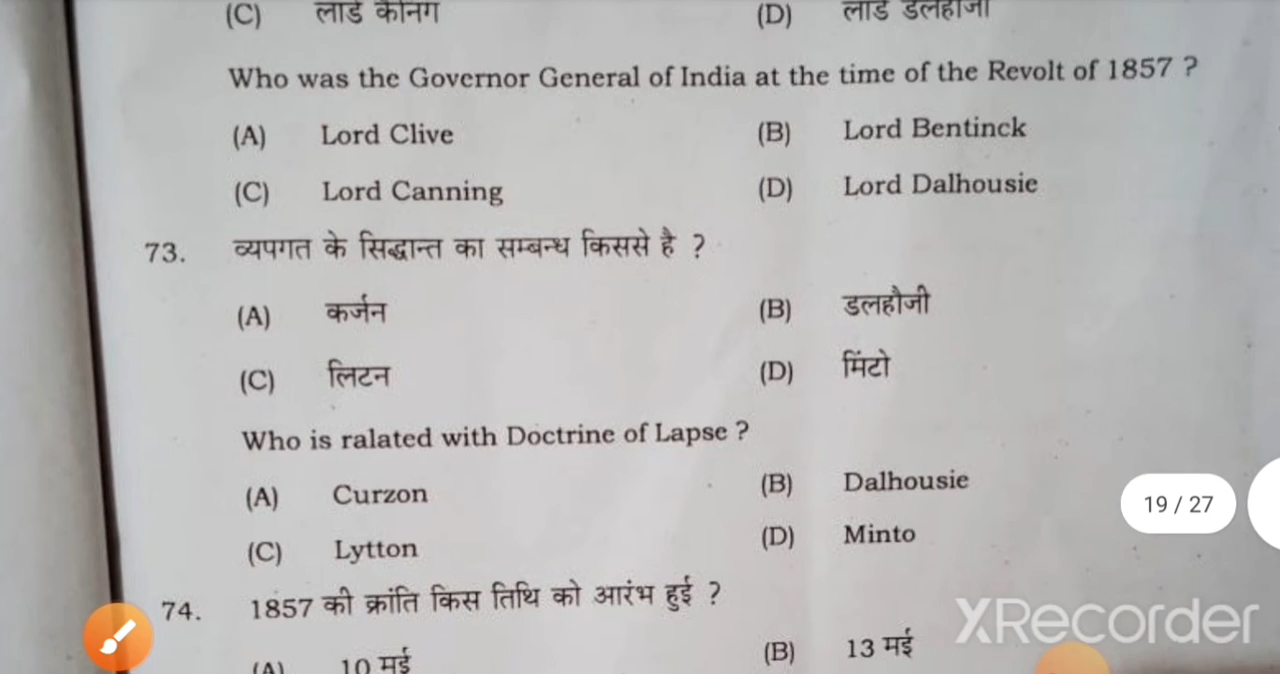 (C) लार्ड कैनिंग (D) लार्ड डलहौजी
Who was the Governor General of India at the time of the Revolt of 1857 ?
(A) Lord Clive (B) Lord Bentinck
(C) Lord Canning (D) Lord Dalhousie
73. व्यपगत के सिद्धान्त का सम्बन्ध किससे है ?
(A) कर्जन (B) डलहौजी
(C) लिटन (D) मिंटो
Who is ralated with Doctrine of Lapse ?
(A) Curzon (B) Dalhousie
(C) Lytton (D) Minto
19 / 27
74. 1857 की क्रांति किस तिथि को आरंभ हुई ?
(A) 10 मई (B) 13 मई
XRecorder